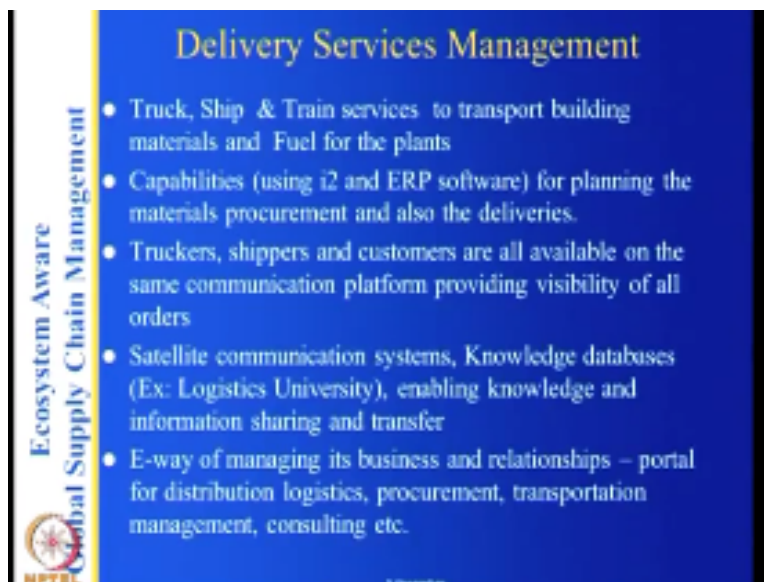 Delivery Services Management
Truck, Ship & Train services to transport building
materials and Fuel for the plants
Capabilities (using i2 and ERP software) for planning the
materials procurement and also the deliveries.
Truckers, shippers and customers are all available on the
same communication platform providing visibility of all
orders
Satellite communication systems, Knowledge databases
(Ex: Logistics University), enabling knowledge and
information sharing and transfer
E-way of managing its business and relationships – portal
for distribution logistics, procurement, transportation
management, consulting etc.
Ecosystem Aware
Global Supply Chain Management
NPTEL